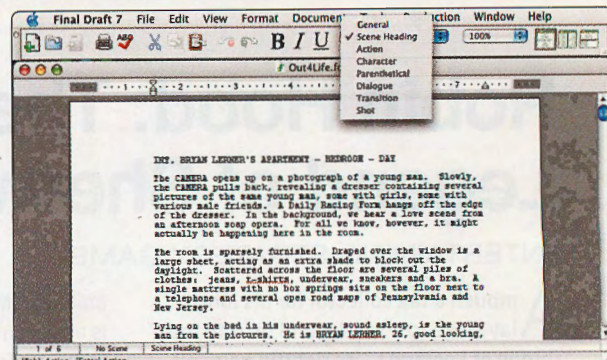 Final Draft 7 File Edit View Format Document Production Window Help
General
Scene Heading
Action
Character
Parenthetical
Dialogue
Transition
Shot
B I U
100%
Out4Life
INT. BRYAN LERNER'S APARTMENT - BEDROOM - DAY
The CAMERA opens up on a photograph of a young man. Slowly,
the CAMERA pulls back, revealing a dresser containing several
pictures of the same young man, some with girls, some with
various male friends. A Daily Racing Form hangs off the edge
of the dresser. In the background, we hear a love scene from
an afternoon soap opera. For all we know, however, it might
actually be happening here in the room.
The room is sparsely furnished. Draped over the window is a
large sheet, acting as an extra shade to block out the
daylight. Scattered across the floor are several piles of
clothes: jeans, t-shirts, underwear, sneakers and a bra. A
single mattress with no box springs sits on the floor next to
a telephone and several open road maps of Pennsylvania and
New Jersey.
Lying on the bed in his underwear, sound asleep, is the young
man from the pictures. He is BRYAN LERNER, 26, good looking,
1 of 6 No Scene Scene Heading